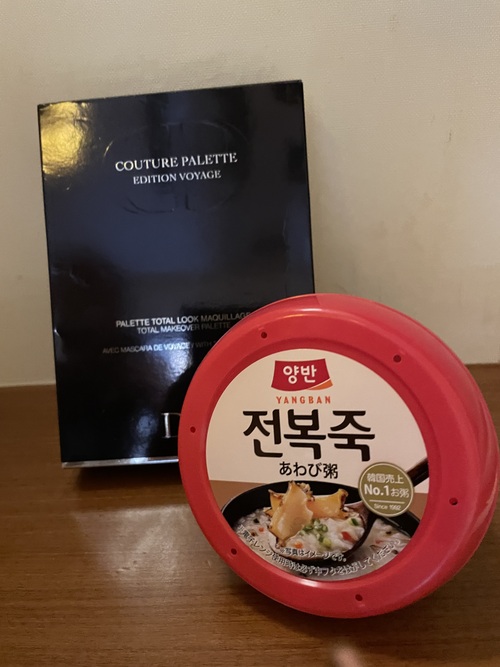 COUTURE PALETTE
EDITION VOYAGE
PALETTE TOTAL LOOK MAQUILLAGE
TOTAL MAKEOVER PALETTE
AVEC MASCARA DE VOYAGE
D
양반
YANGBAN
전복죽
あわび粥
韓国売上
No.1お粥
Since 1992
写真はイメージです。